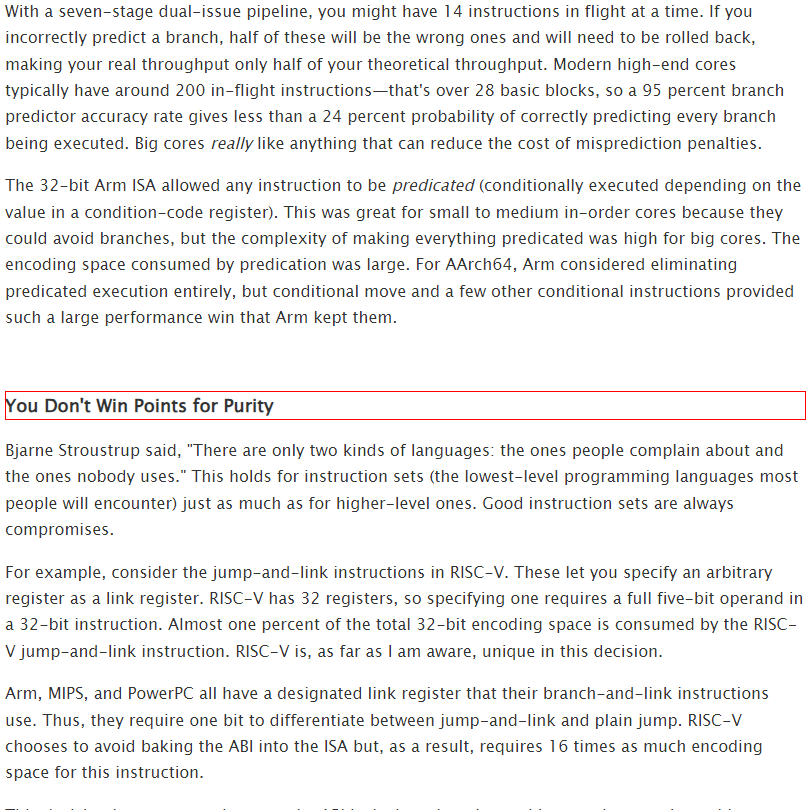 With a seven-stage dual-issue pipeline, you might have 14 instructions in flight at a time. If you
incorrectly predict a branch, half of these will be the wrong ones and will need to be rolled back,
making your real throughput only half of your theoretical throughput. Modern high-end cores
typically have around 200 in-flight instructions—that's over 28 basic blocks, so a 95 percent branch
predictor accuracy rate gives less than a 24 percent probability of correctly predicting every branch
being executed. Big cores really like anything that can reduce the cost of misprediction penalties.
The 32-bit Arm ISA allowed any instruction to be predicated (conditionally executed depending on the
value in a condition-code register). This was great for small to medium in-order cores because they
could avoid branches, but the complexity of making everything predicated was high for big cores. The
encoding space consumed by predication was large. For AArch64, Arm considered eliminating
predicated execution entirely, but conditional move and a few other conditional instructions provided
such a large performance win that Arm kept them.
You Don't Win Points for Purity
Bjarne Stroustrup said, "There are only two kinds of languages: the ones people complain about and
the ones nobody uses." This holds for instruction sets (the lowest-level programming languages most
people will encounter) just as much as for higher-level ones. Good instruction sets are always
compromises.
For example, consider the jump-and-link instructions in RISC-V. These let you specify an arbitrary
register as a link register. RISC-V has 32 registers, so specifying one requires a full five-bit operand in
a 32-bit instruction. Almost one percent of the total 32-bit encoding space is consumed by the RISC-
V jump-and-link instruction. RISC-V is, as far as I am aware, unique in this decision.
Arm, MIPS, and PowerPC all have a designated link register that their branch-and-link instructions
use. Thus, they require one bit to differentiate between jump-and-link and plain jump. RISC-V
chooses to avoid baking the ABI into the ISA but, as a result, requires 16 times as much encoding
space for this instruction.